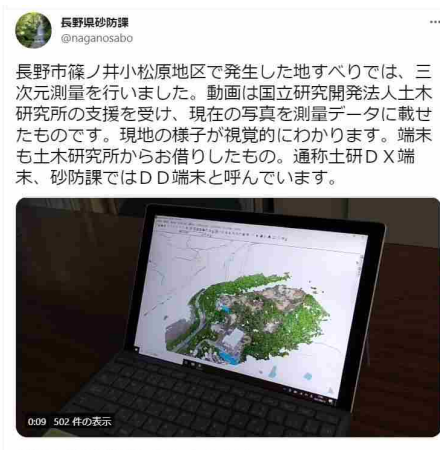 長野県砂防課
@naganosabo
長野市篠ノ井小松原地区で発生した地すべりでは、三
次元測量を行いました。動画は国立研究開発法人土木
研究所の支援を受け、現在の写真を測量データに載せ
たものです。現地の様子が視覚的にわかります。端末
も土木研究所からお借りしたもの。通称土研ＤＸ端
末、砂防課ではＤＤ端末と呼んでいます。
0:09 502 件の表示